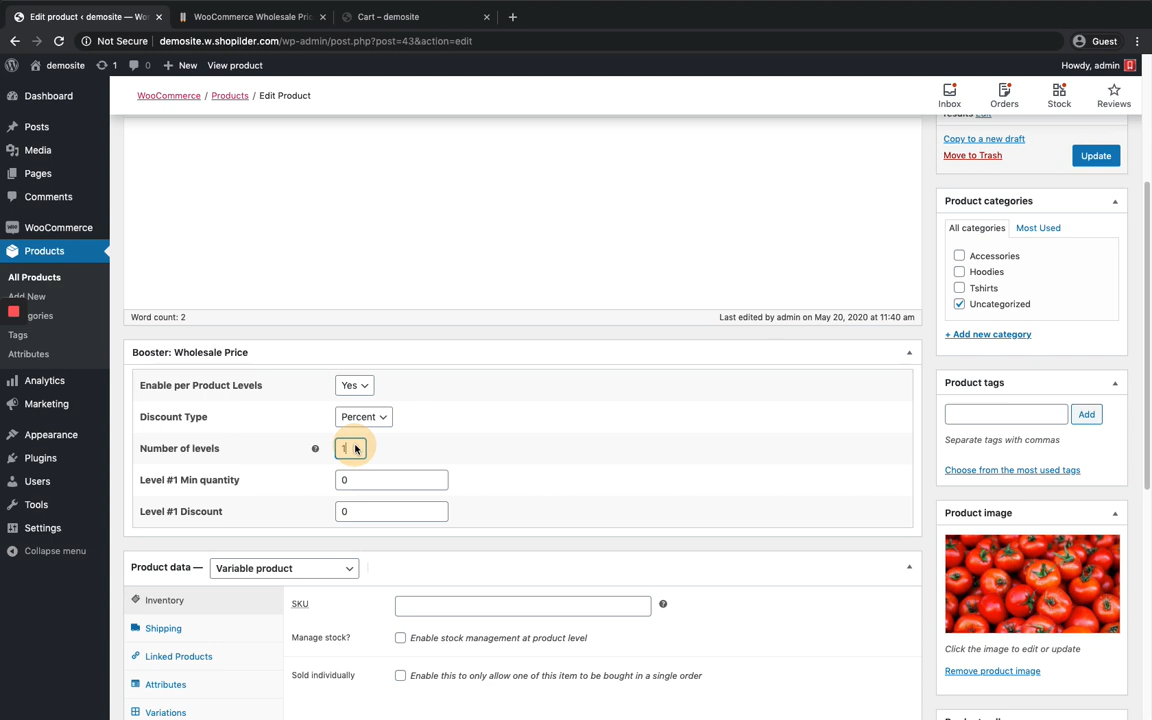 Edit product ‹ demosite — Wo
WooCommerce Wholesale Pric
Cart – demosite
Not Secure
demosite.w.shopilder.com/wp-admin/post.php?post=43&action=edit
Guest
demosite
1
0
New
View product
Howdy, admin
WooCommerce / Products / Edit Product
Inbox
Orders
Stock
Reviews
Dashboard
Posts
Media
Pages
Comments
WooCommerce
Products
All Products
Add New
gories
Tags
Attributes
Analytics
Marketing
Appearance
Plugins
Users
Tools
Settings
Collapse menu
Word count: 2
Last edited by admin on May 20, 2020 at 11:40 am
Booster: Wholesale Price
Enable per Product Levels
Yes
Discount Type
Percent
Number of levels
1
Level #1 Min quantity
0
Level #1 Discount
0
Product data —
Variable product
Inventory
Shipping
Linked Products
Attributes
Variations
SKU
Manage stock?
Enable stock management at product level
Sold individually
Enable this to only allow one of this item to be bought in a single order
Copy to a new draft
Move to Trash
Update
Product categories
All categories
Most Used
Accessories
Hoodies
Tshirts
Uncategorized
+ Add new category
Product tags
Add
Separate tags with commas
Choose from the most used tags
Product image
Click the image to edit or update
Remove product image